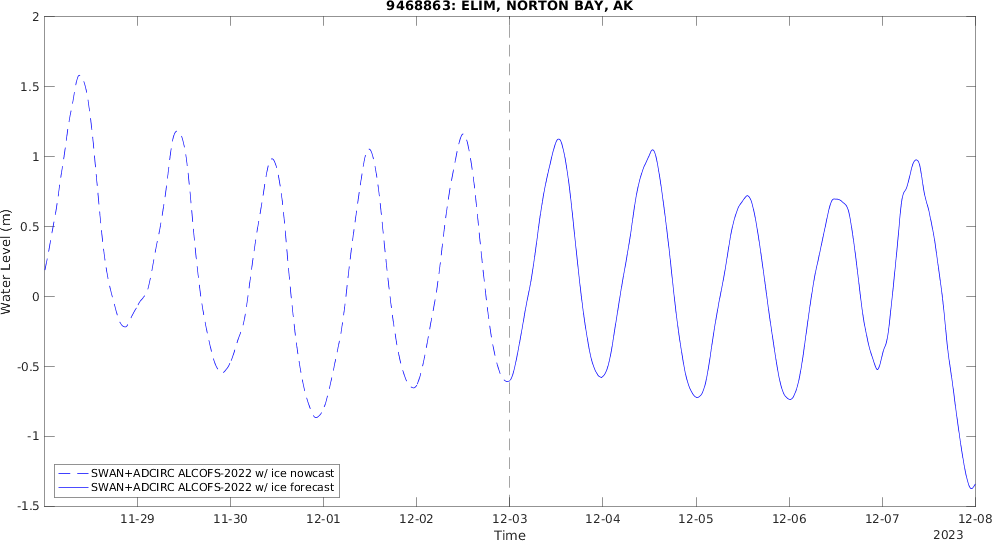 9468863: ELIM, NORTON BAY, AK
2
1.5
1
0.5
0
-0.5
-1
-1.5
Water Level (m)
SWAN+ADCIRC ALCOFS-2022 w/ ice nowcast
SWAN+ADCIRC ALCOFS-2022 w/ ice forecast
11-29 11-30 12-01 12-02 12-03 12-04 12-05 12-06 12-07 12-08
Time
2023